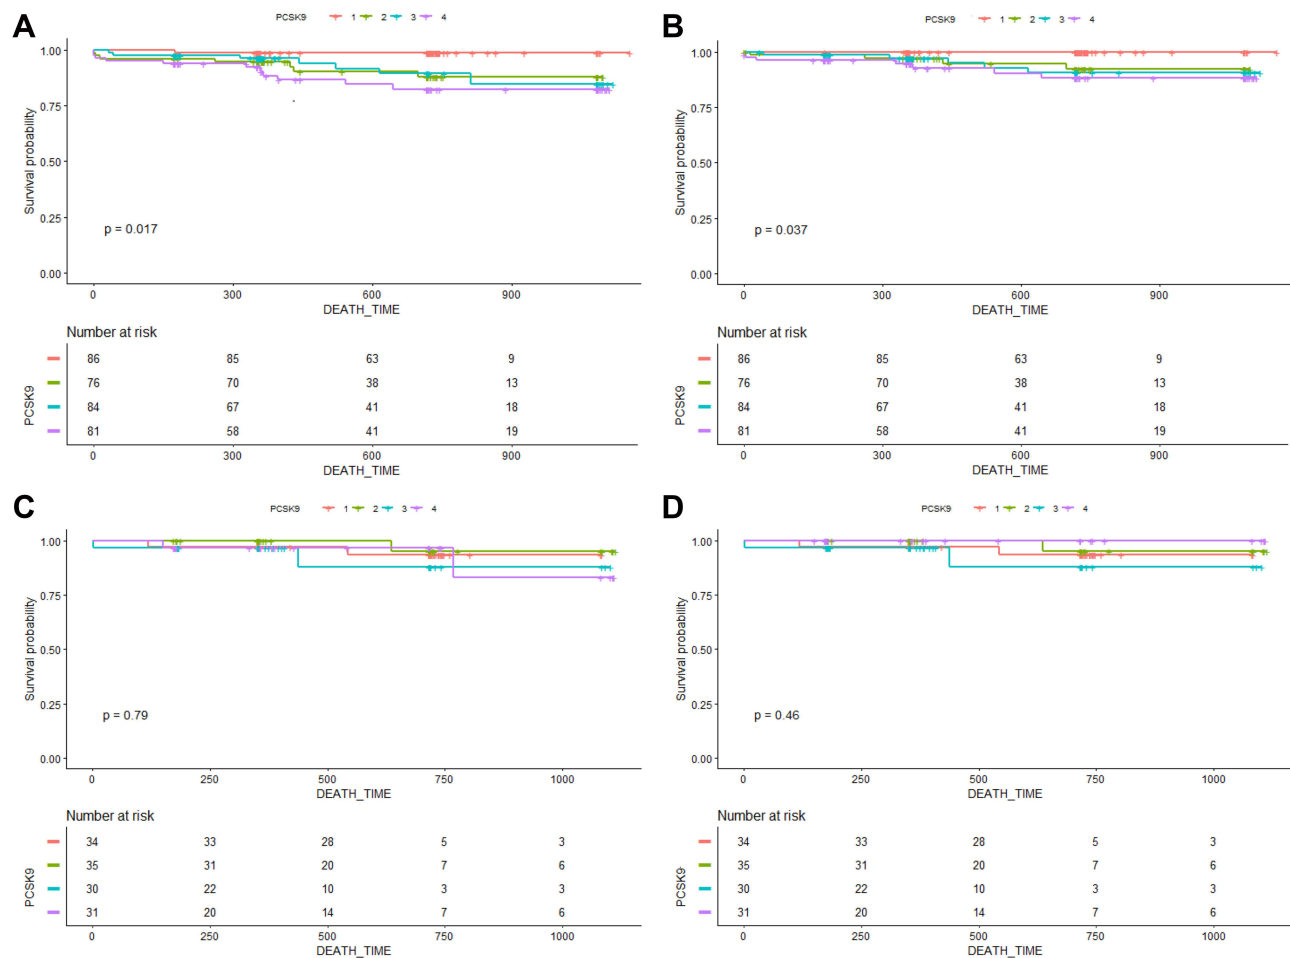 A
PCSK9 1 2 3 4
1.00
0.75
0.50
0.25
0.00
Survival probability
p = 0.017
0 300 600 900
DEATH_TIME
Number at risk
PCSK9
86 85 63 9
76 70 38 13
84 67 41 18
81 58 41 19
0 300 600 900
DEATH_TIME
B
PCSK9 1 2 3 4
1.00
0.75
0.50
0.25
0.00
Survival probability
p = 0.037
0 300 600 900
DEATH_TIME
Number at risk
PCSK9
86 85 63 9
76 70 38 13
84 67 41 18
81 58 41 19
0 300 600 900
DEATH_TIME
C
PCSK9 1 2 3 4
1.00
0.75
0.50
0.25
0.00
Survival probability
p = 0.79
0 250 500 750 1000
DEATH_TIME
Number at risk
PCSK9
34 33 28 5 3
35 31 20 7 6
30 22 10 3 3
31 20 14 7 6
0 250 500 750 1000
DEATH_TIME
D
PCSK9 1 2 3 4
1.00
0.75
0.50
0.25
0.00
Survival probability
p = 0.46
0 250 500 750 1000
DEATH_TIME
Number at risk
PCSK9
34 33 28 5 3
35 31 20 7 6
30 22 10 3 3
31 20 14 7 6
0 250 500 750 1000
DEATH_TIME